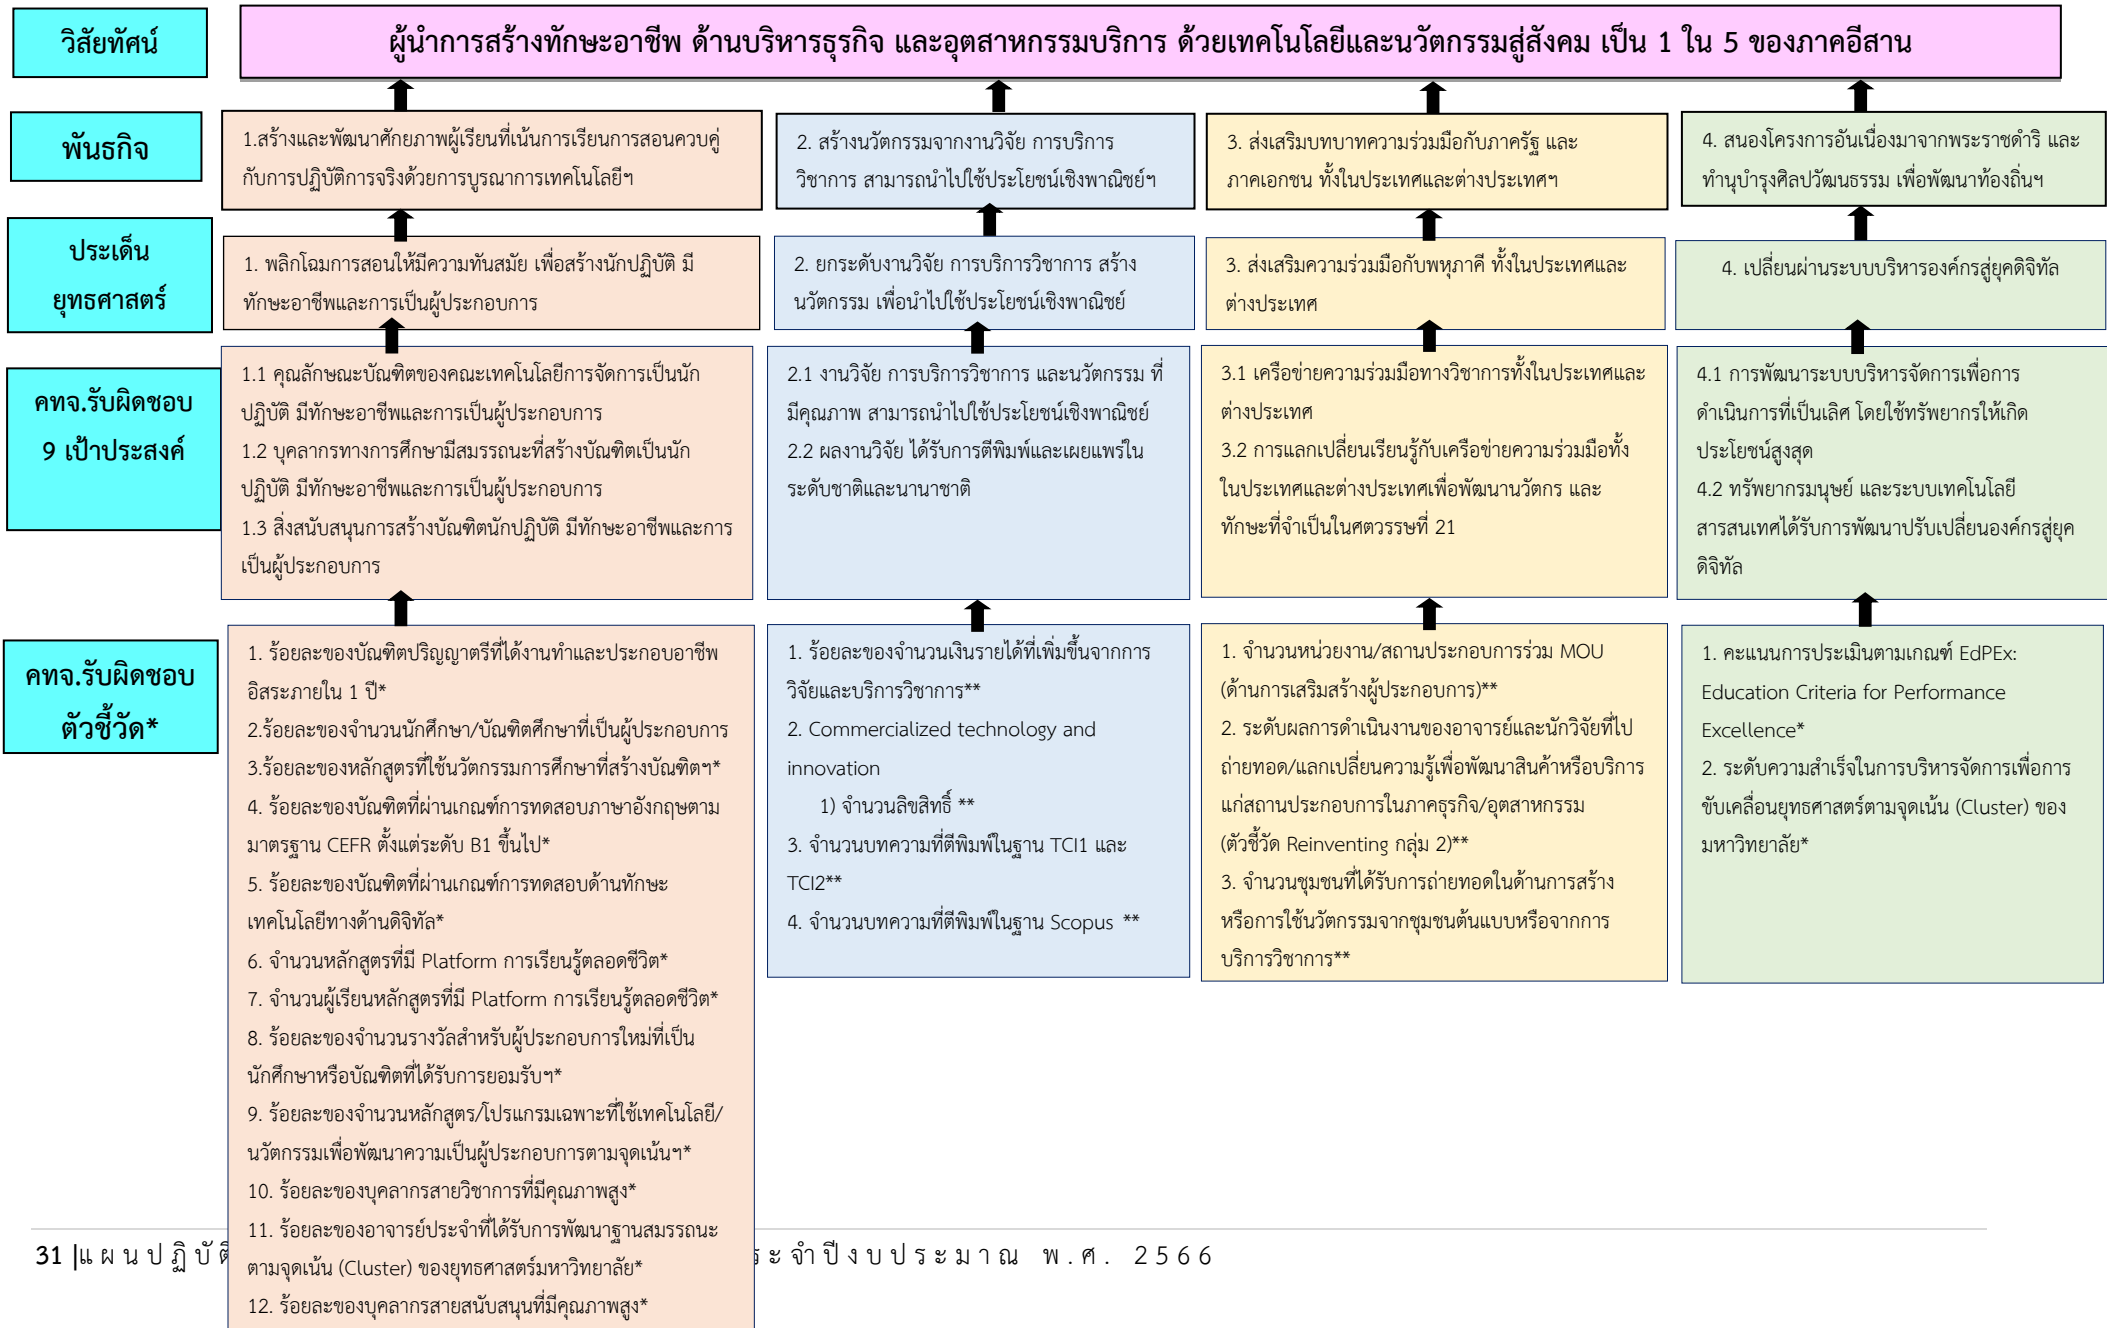 วิสัยทัศน์
ผู้นำการสร้างทักษะอาชีพ ด้านบริหารธุรกิจ และอุตสาหกรรมบริการ ด้วยเทคโนโลยีและนวัตกรรมสู่สังคม เป็น 1 ใน 5 ของภาคอีสาน
พันธกิจ
1.สร้างและพัฒนาศักยภาพผู้เรียนที่เน้นการเรียนการสอนควบคู่
กับการปฏิบัติการจริงด้วยการบูรณาการเทคโนโลยีฯ
2. สร้างนวัตกรรมจากงานวิจัย การบริการ
วิชาการ สามารถนำไปใช้ประโยชน์เชิงพาณิชย์ฯ
3. ส่งเสริมบทบาทความร่วมมือกับภาครัฐ และ
ภาคเอกชน ทั้งในประเทศและต่างประเทศฯ
4. สนองโครงการอันเนื่องมาจากพระราชดำริ และ
ทำนุบำรุงศิลปวัฒนธรรม เพื่อพัฒนาท้องถิ่นฯ
ประเด็น
ยุทธศาสตร์
1. พลิกโฉมการสอนให้มีความทันสมัย เพื่อสร้างนักปฏิบัติ มี
ทักษะอาชีพและการเป็นผู้ประกอบการ
2. ยกระดับงานวิจัย การบริการวิชาการ สร้าง
นวัตกรรม เพื่อนำไปใช้ประโยชน์เชิงพาณิชย์
3. ส่งเสริมความร่วมมือกับพหุภาคี ทั้งในประเทศและ
ต่างประเทศ
4. เปลี่ยนผ่านระบบบริหารองค์กรสู่ยุคดิจิทัล
คทจ.รับผิดชอบ
9 เป้าประสงค์
1.1 คุณลักษณะบัณฑิตของคณะเทคโนโลยีการจัดการเป็นนัก
ปฏิบัติ มีทักษะอาชีพและการเป็นผู้ประกอบการ
1.2 บุคลากรทางการศึกษามีสมรรถนะที่สร้างบัณฑิตเป็นนัก
ปฏิบัติ มีทักษะอาชีพและการเป็นผู้ประกอบการ
1.3 สิ่งสนับสนุนการสร้างบัณฑิตนักปฏิบัติ มีทักษะอาชีพและการ
เป็นผู้ประกอบการ
2.1 งานวิจัย การบริการวิชาการ และนวัตกรรม ที่
มีคุณภาพ สามารถนำไปใช้ประโยชน์เชิงพาณิชย์
2.2 ผลงานวิจัย ได้รับการตีพิมพ์และเผยแพร่ใน
ระดับชาติและนานาชาติ
3.1 เครือข่ายความร่วมมือทางวิชาการทั้งในประเทศและ
ต่างประเทศ
3.2 การแลกเปลี่ยนเรียนรู้กับเครือข่ายความร่วมมือทั้ง
ในประเทศและต่างประเทศเพื่อพัฒนานวัตกร และ
ทักษะที่จำเป็นในศตวรรษที่ 21
4.1 การพัฒนาระบบบริหารจัดการเพื่อการ
ดำเนินการที่เป็นเลิศ โดยใช้ทรัพยากรให้เกิด
ประโยชน์สูงสุด
4.2 ทรัพยากรมนุษย์ และระบบเทคโนโลยี
สารสนเทศได้รับการพัฒนาปรับเปลี่ยนองค์กรสู่ยุค
ดิจิทัล
คทจ.รับผิดชอบ
ตัวชี้วัด*
1. ร้อยละของบัณฑิตปริญญาตรีที่ได้งานทำและประกอบอาชีพ
อิสระภายใน 1 ปี*
2.ร้อยละของจำนวนนักศึกษา/บัณฑิตศึกษาที่เป็นผู้ประกอบการ
3.ร้อยละของหลักสูตรที่ใช้นวัตกรรมการศึกษาที่สร้างบัณฑิตฯ*
4. ร้อยละของบัณฑิตที่ผ่านเกณฑ์การทดสอบภาษาอังกฤษตาม
มาตรฐาน CEFR ตั้งแต่ระดับ B1 ขึ้นไป*
5. ร้อยละของบัณฑิตที่ผ่านเกณฑ์การทดสอบด้านทักษะ
เทคโนโลยีทางด้านดิจิทัล*
6. จำนวนหลักสูตรที่มี Platform การเรียนรู้ตลอดชีวิต*
7. จำนวนผู้เรียนหลักสูตรที่มี Platform การเรียนรู้ตลอดชีวิต*
8. ร้อยละของจำนวนรางวัลสำหรับผู้ประกอบการใหม่ที่เป็น
นักศึกษาหรือบัณฑิตที่ได้รับการยอมรับฯ*
9. ร้อยละของจำนวนหลักสูตร/โปรแกรมเฉพาะที่ใช้เทคโนโลยี/
นวัตกรรมเพื่อพัฒนาความเป็นผู้ประกอบการตามจุดเน้นฯ*
10. ร้อยละของบุคลากรสายวิชาการที่มีคุณภาพสูง*
11. ร้อยละของอาจารย์ประจำที่ได้รับการพัฒนาฐานสมรรถนะ
ตามจุดเน้น (Cluster) ของยุทธศาสตร์มหาวิทยาลัย*
12. ร้อยละของบุคลากรสายสนับสนุนที่มีคุณภาพสูง*
1. ร้อยละของจำนวนเงินรายได้ที่เพิ่มขึ้นจากการ
วิจัยและบริการวิชาการ**
2. Commercialized technology and
innovation
1) จำนวนลิขสิทธิ์ **
3. จำนวนบทความที่ตีพิมพ์ในฐาน TCI1 และ
TCI2**
4. จำนวนบทความที่ตีพิมพ์ในฐาน Scopus **
1. จำนวนหน่วยงาน/สถานประกอบการร่วม MOU
(ด้านการเสริมสร้างผู้ประกอบการ)**
2. ระดับผลการดำเนินงานของอาจารย์และนักวิจัยที่ไป
ถ่ายทอด/แลกเปลี่ยนความรู้เพื่อพัฒนาสินค้าหรือบริการ
แก่สถานประกอบการในภาคธุรกิจ/อุตสาหกรรม
(ตัวชี้วัด Reinventing กลุ่ม 2)**
3. จำนวนชุมชนที่ได้รับการถ่ายทอดในด้านการสร้าง
หรือการใช้นวัตกรรมจากชุมชนต้นแบบหรือจากการ
บริการวิชาการ**
1. คะแนนการประเมินตามเกณฑ์ EdPEx:
Education Criteria for Performance
Excellence*
2. ระดับความสำเร็จในการบริหารจัดการเพื่อการ
ขับเคลื่อนยุทธศาสตร์ตามจุดเน้น (Cluster) ของ
มหาวิทยาลัย*
31 |แผนปฏิบัติ ระจำปีงบประมาณ พ.ศ. 2566